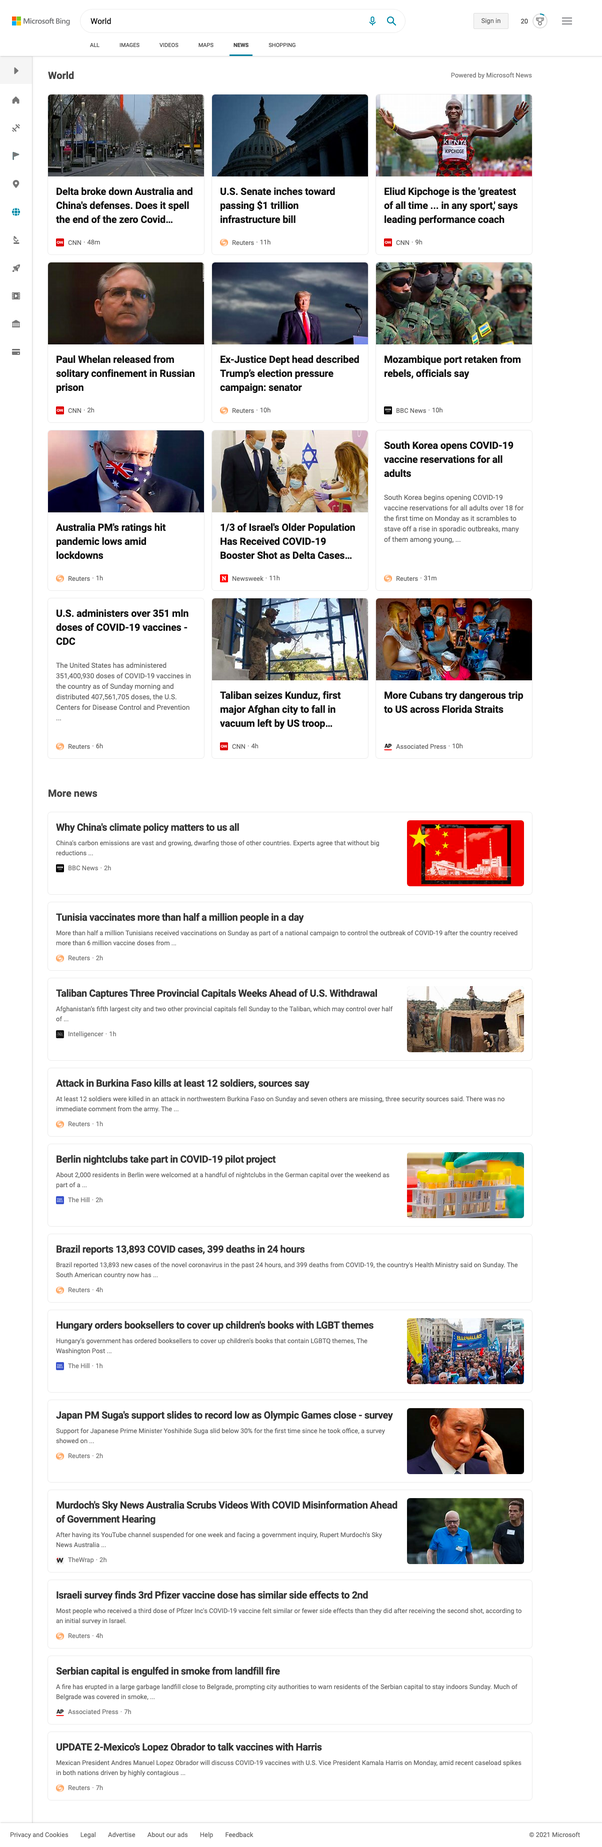 Microsoft Bing
World
Sign in
20
ALL IMAGES VIDEOS MAPS NEWS SHOPPING
World
Powered by Microsoft News
Delta broke down Australia and
China's defenses. Does it spell
the end of the zero Covid...
CNN · 48m
U.S. Senate inches toward
passing $1 trillion
infrastructure bill
Reuters · 11h
KENYA
KIPCHOGE
Eliud Kipchoge is the 'greatest
of all time ... in any sport,' says
leading performance coach
CNN · 9h
Paul Whelan released from
solitary confinement in Russian
prison
CNN · 2h
Ex-Justice Dept head described
Trump's election pressure
campaign: senator
Reuters · 10h
Mozambique port retaken from
rebels, officials say
BBC News · 10h
Australia PM's ratings hit
pandemic lows amid
lockdowns
Reuters · 1h
1/3 of Israel's Older Population
Has Received COVID-19
Booster Shot as Delta Cases...
Newsweek · 11h
South Korea opens COVID-19
vaccine reservations for all
adults
South Korea begins opening COVID-19
vaccine reservations for all adults over 18 for
the first time on Monday as it scrambles to
stave off a rise in sporadic outbreaks, many
of them among young, ...
Reuters · 31m
U.S. administers over 351 mln
doses of COVID-19 vaccines -
CDC
The United States has administered
351,400,930 doses of COVID-19 vaccines in
the country as of Sunday morning and
distributed 407,561,705 doses, the U.S.
Centers for Disease Control and Prevention
...
Reuters · 6h
Taliban seizes Kunduz, first
major Afghan city to fall in
vacuum left by US troop...
CNN · 4h
More Cubans try dangerous trip
to US across Florida Straits
AP Associated Press · 10h
More news
Why China's climate policy matters to us all
China's carbon emissions are vast and growing, dwarfing those of other countries. Experts agree that without big
reductions ...
BBC News · 2h
Tunisia vaccinates more than half a million people in a day
More than half a million Tunisians received vaccinations on Sunday as part of a national campaign to control the outbreak of COVID-19 after the country received
more than 6 million vaccine doses from ...
Reuters · 2h
Taliban Captures Three Provincial Capitals Weeks Ahead of U.S. Withdrawal
Afghanistan's fifth largest city and two other provincial capitals fell Sunday to the Taliban, which may control over half
of ...
Intelligencer · 1h
Attack in Burkina Faso kills at least 12 soldiers, sources say
At least 12 soldiers were killed in an attack in northwestern Burkina Faso on Sunday and seven others are missing, three security sources said. There was no
immediate comment from the army. The ...
Reuters · 1h
Berlin nightclubs take part in COVID-19 pilot project
About 2,000 residents in Berlin were welcomed at a handful of nightclubs in the German capital over the weekend as
part of a ...
The Hill · 2h
Brazil reports 13,893 COVID cases, 399 deaths in 24 hours
Brazil reported 13,893 new cases of the novel coronavirus in the past 24 hours, and 399 deaths from COVID-19, the country's Health Ministry said on Sunday. The
South American country now has ...
Reuters · 4h
Hungary orders booksellers to cover up children's books with LGBT themes
Hungary's government has ordered booksellers to cover up children's books that contain LGBTQ themes, The
Washington Post ...
The Hill · 1h
Japan PM Suga's support slides to record low as Olympic Games close - survey
Support for Japanese Prime Minister Yoshihide Suga slid below 30% for the first time since he took office, a survey
showed on ...
Reuters · 2h
Murdoch's Sky News Australia Scrubs Videos With COVID Misinformation Ahead
of Government Hearing
After having its YouTube channel suspended for one week and facing a government inquiry, Rupert Murdoch's Sky
News Australia ...
TheWrap · 2h
Israeli survey finds 3rd Pfizer vaccine dose has similar side effects to 2nd
Most people who received a third dose of Pfizer Inc's COVID-19 vaccine felt similar or fewer side effects than they did after receiving the second shot, according to
an initial survey in Israel.
Reuters · 4h
Serbian capital is engulfed in smoke from landfill fire
A fire has erupted in a large garbage landfill close to Belgrade, prompting city authorities to warn residents of the Serbian capital to stay indoors Sunday. Much of
Belgrade was covered in smoke, ...
AP Associated Press · 7h
UPDATE 2-Mexico's Lopez Obrador to talk vaccines with Harris
Mexican President Andres Manuel Lopez Obrador will discuss COVID-19 vaccines with U.S. Vice President Kamala Harris on Monday, amid recent caseload spikes
in both nations driven by highly contagious ...
Reuters · 7h
Privacy and Cookies Legal Advertise About our ads Help Feedback
© 2021 Microsoft